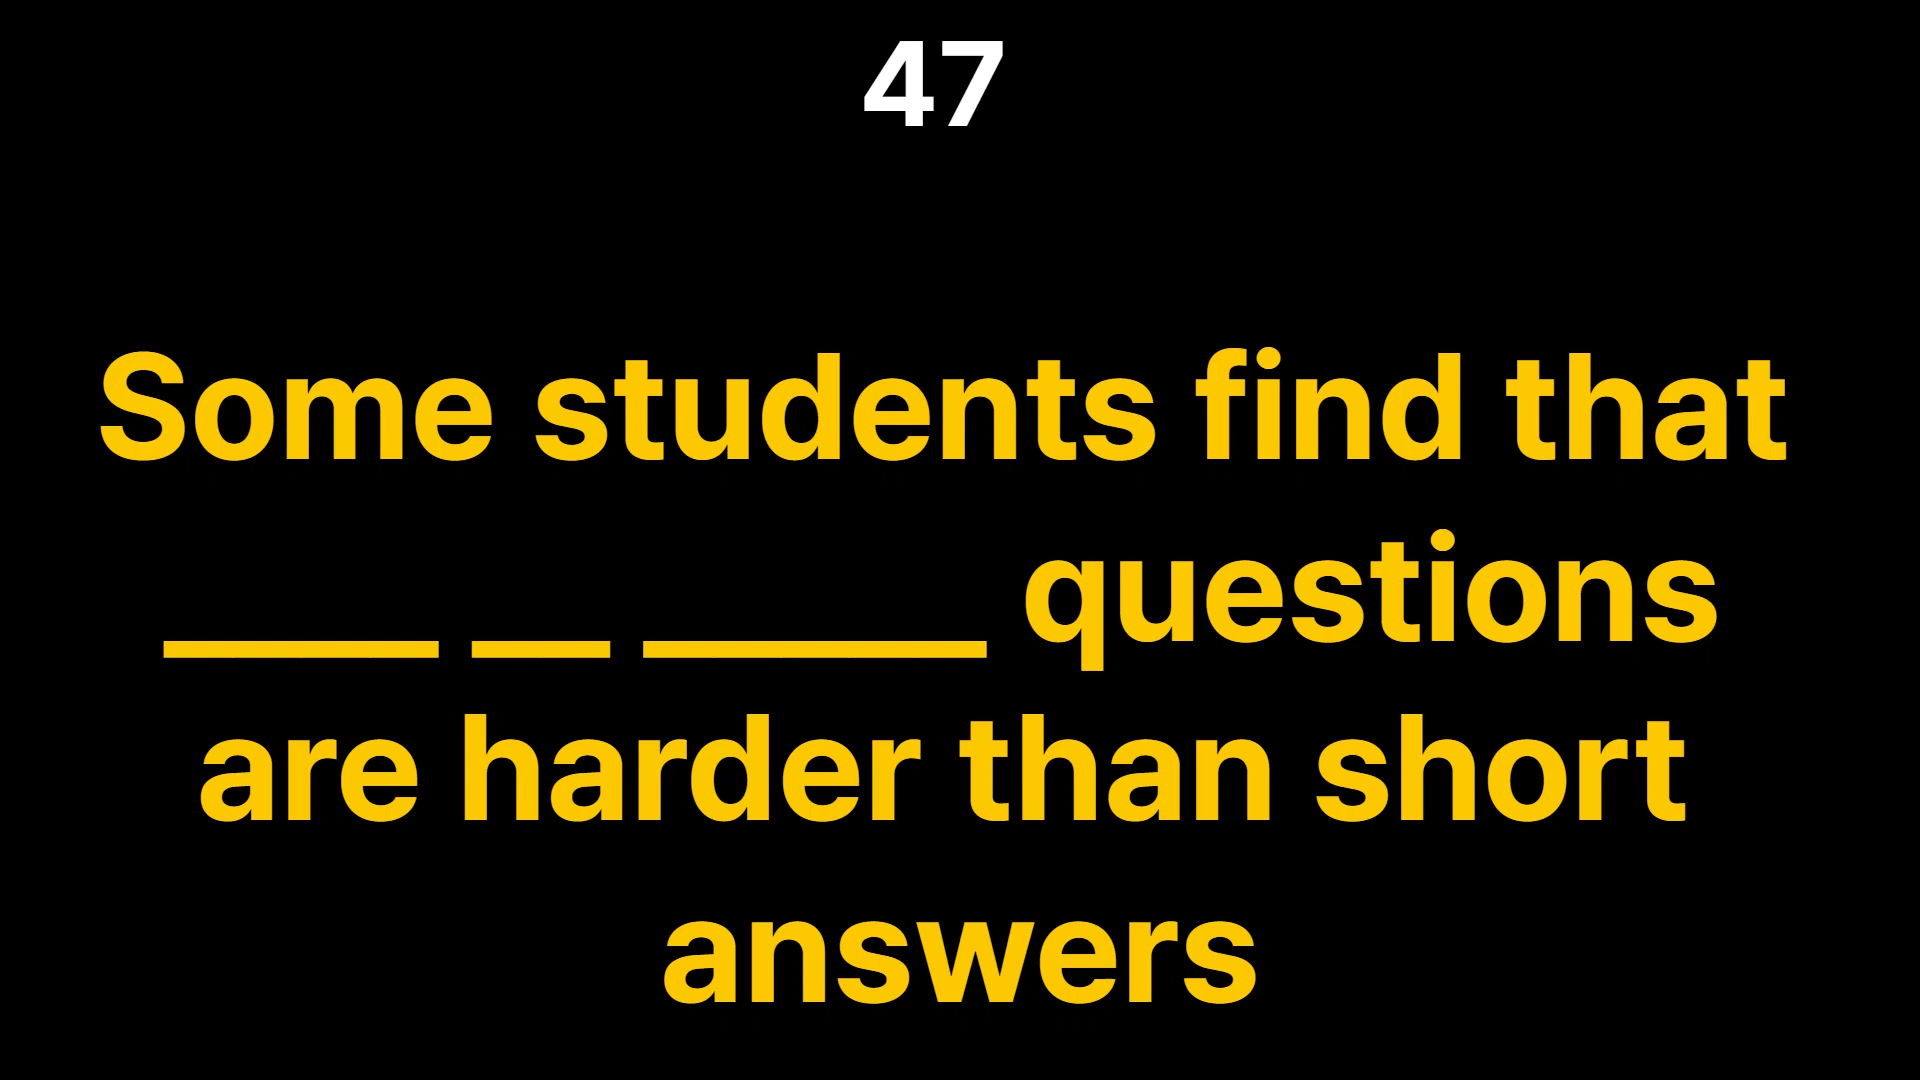 47
Some students find that
____ __ _____ questions
are harder than short
answers